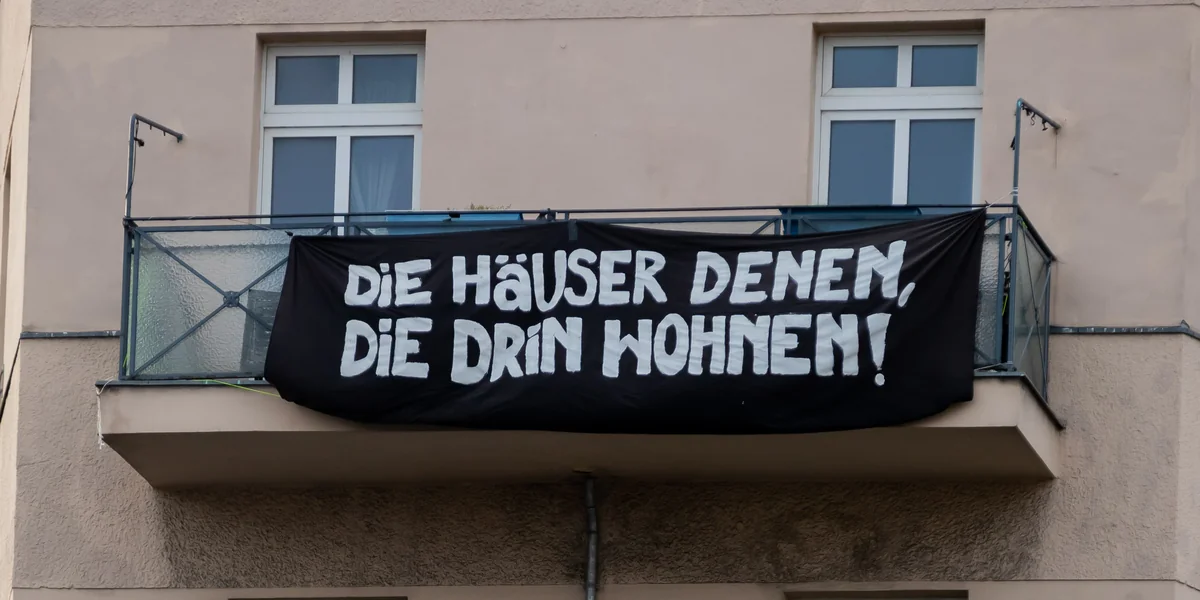 DiE HäUSER DENEN,
DiE DRiN WOHNEN!